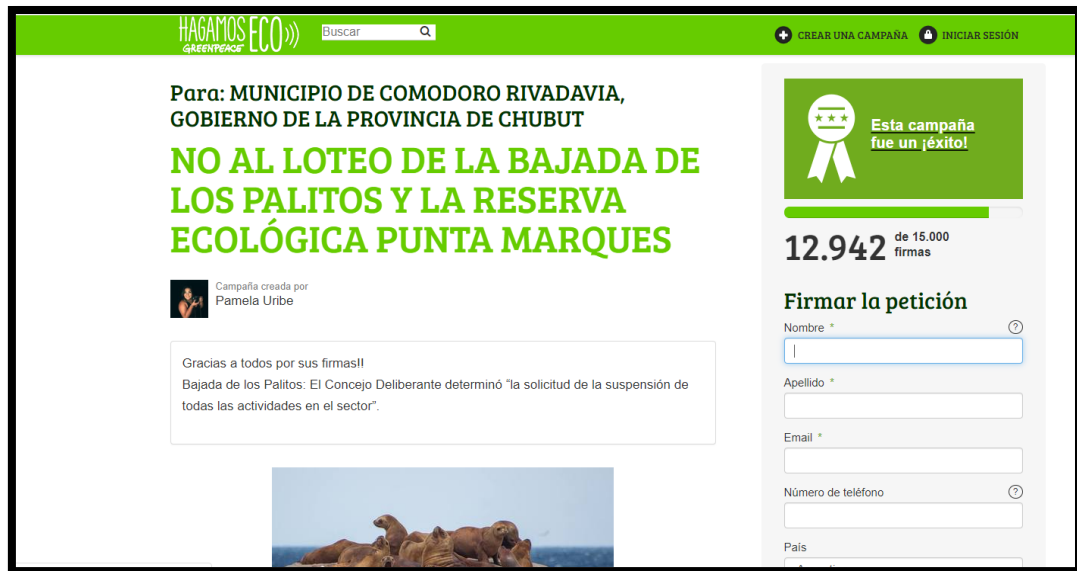 HAGAMOS ECO
GREENPEACE
Buscar
CREAR UNA CAMPAÑA
INICIAR SESIÓN
Para: MUNICIPIO DE COMODORO RIVADAVIA,
GOBIERNO DE LA PROVINCIA DE CHUBUT
NO AL LOTEO DE LA BAJADA DE
LOS PALITOS Y LA RESERVA
ECOLÓGICA PUNTA MARQUES
Campaña creada por
Pamela Uribe
Gracias a todos por sus firmas!!
Bajada de los Palitos: El Concejo Deliberante determinó “la solicitud de la suspensión de
todas las actividades en el sector”.
Esta campaña
fue un ¡éxito!
12.942 de 15.000
firmas
Firmar la petición
Nombre *
?
Apellido *
Email *
Número de teléfono
?
País